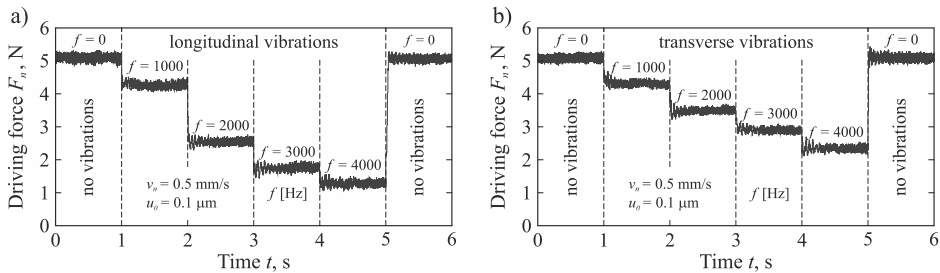 a)
Driving force Fₙ, N
6
5
4
3
2
1
0
f = 0
longitudinal vibrations
f = 0
f = 1000
f = 2000
f = 3000
f = 4000
no vibrations
vₙ = 0.5 mm/s
u₀ = 0.1 µm
f [Hz]
no vibrations
0 1 2 3 4 5 6
Time t, s
b)
Driving force Fₙ, N
6
5
4
3
2
1
0
f = 0
transverse vibrations
f = 0
f = 1000
f = 2000
f = 3000
f = 4000
no vibrations
vₙ = 0.5 mm/s
u₀ = 0.1 µm
f [Hz]
no vibrations
0 1 2 3 4 5 6
Time t, s